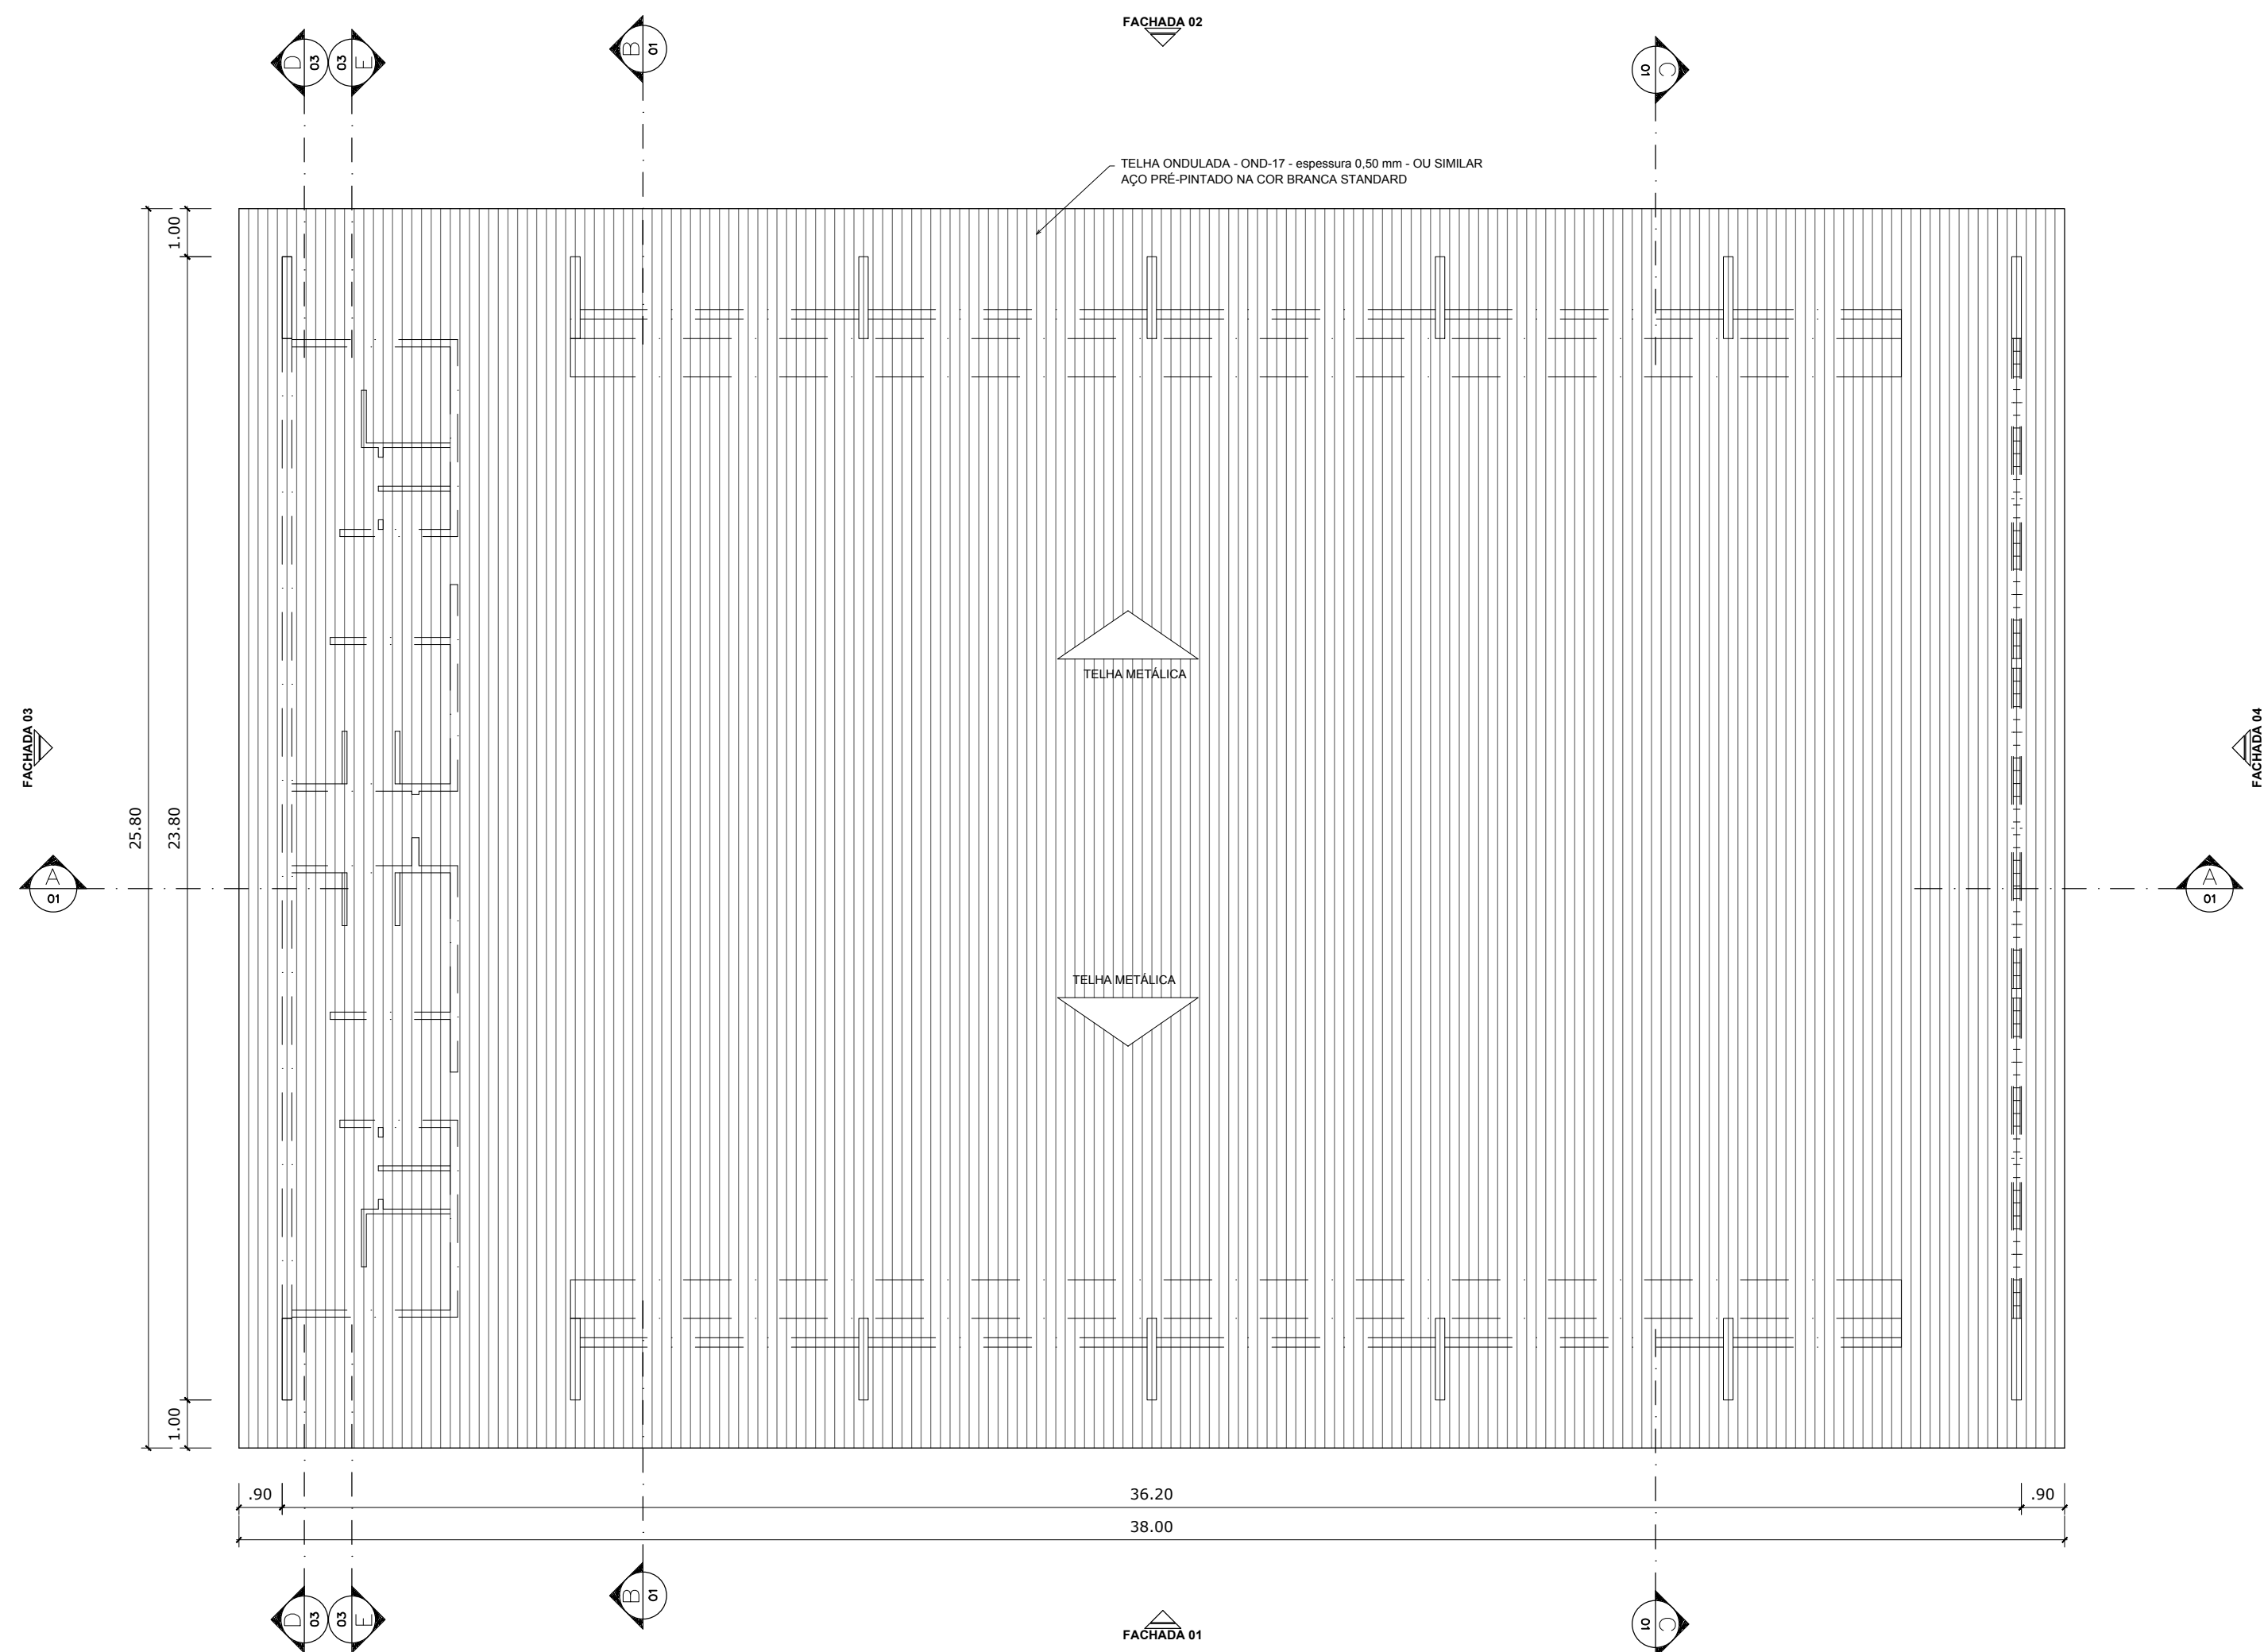 FACHADA 02
D
03
03
E
B
01
01
C
TELHA ONDULADA - OND-17 - espessura 0,50 mm - OU SIMILAR
AÇO PRÉ-PINTADO NA COR BRANCA STANDARD
1.00
TELHA METÁLICA
FACHADA 03
FACHADA 04
25.80
23.80
A
01
A
01
TELHA METÁLICA
1.00
.90
36.20
.90
38.00
D
03
03
E
B
01
01
C
FACHADA 01